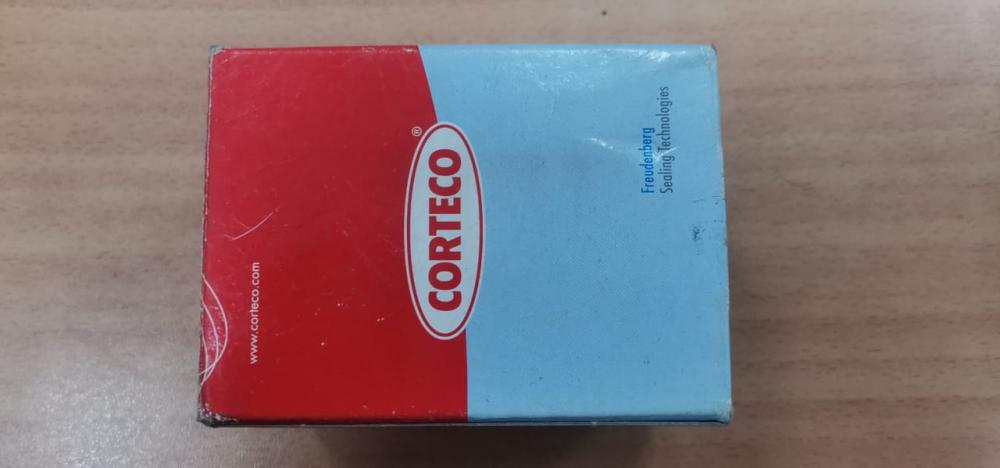 www.corteco.com
CORTECO®
Freudenberg
Sealing Technologies